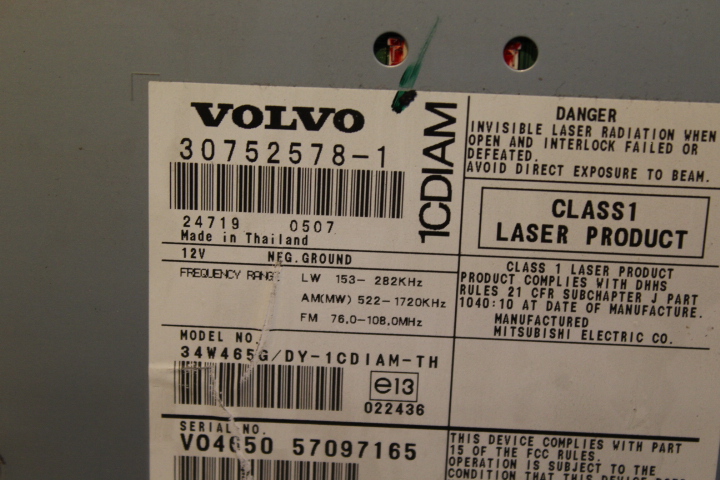 VOLVO
30752578-1
1CDIAM
24719 0507
Made in Thailand
12V NEG.GROUND
FREQUENCY RANGE LW 153- 282KHz
AM(MW) 522-1720KHz
FM 76.0-108.0MHz
MODEL NO.
34W465G/DY-1CDIAM-TH
e13
022436
SERIAL NO.
V04650 57097165
DANGER
INVISIBLE LASER RADIATION WHEN
OPEN AND INTERLOCK FAILED OR
DEFEATED.
AVOID DIRECT EXPOSURE TO BEAM.
CLASS1
LASER PRODUCT
CLASS 1 LASER PRODUCT
PRODUCT COMPLIES WITH DHHS
RULES 21 CFR SUBCHAPTER J PART
1040:10 AT DATE OF MANUFACTURE.
MANUFACTURED
MITSUBISHI ELECTRIC CO.
THIS DEVICE COMPLIES WITH PART
15 OF THE FCC RULES.
OPERATION IS SUBJECT TO THE
CONDITION THAT THIS DEVICE DOES